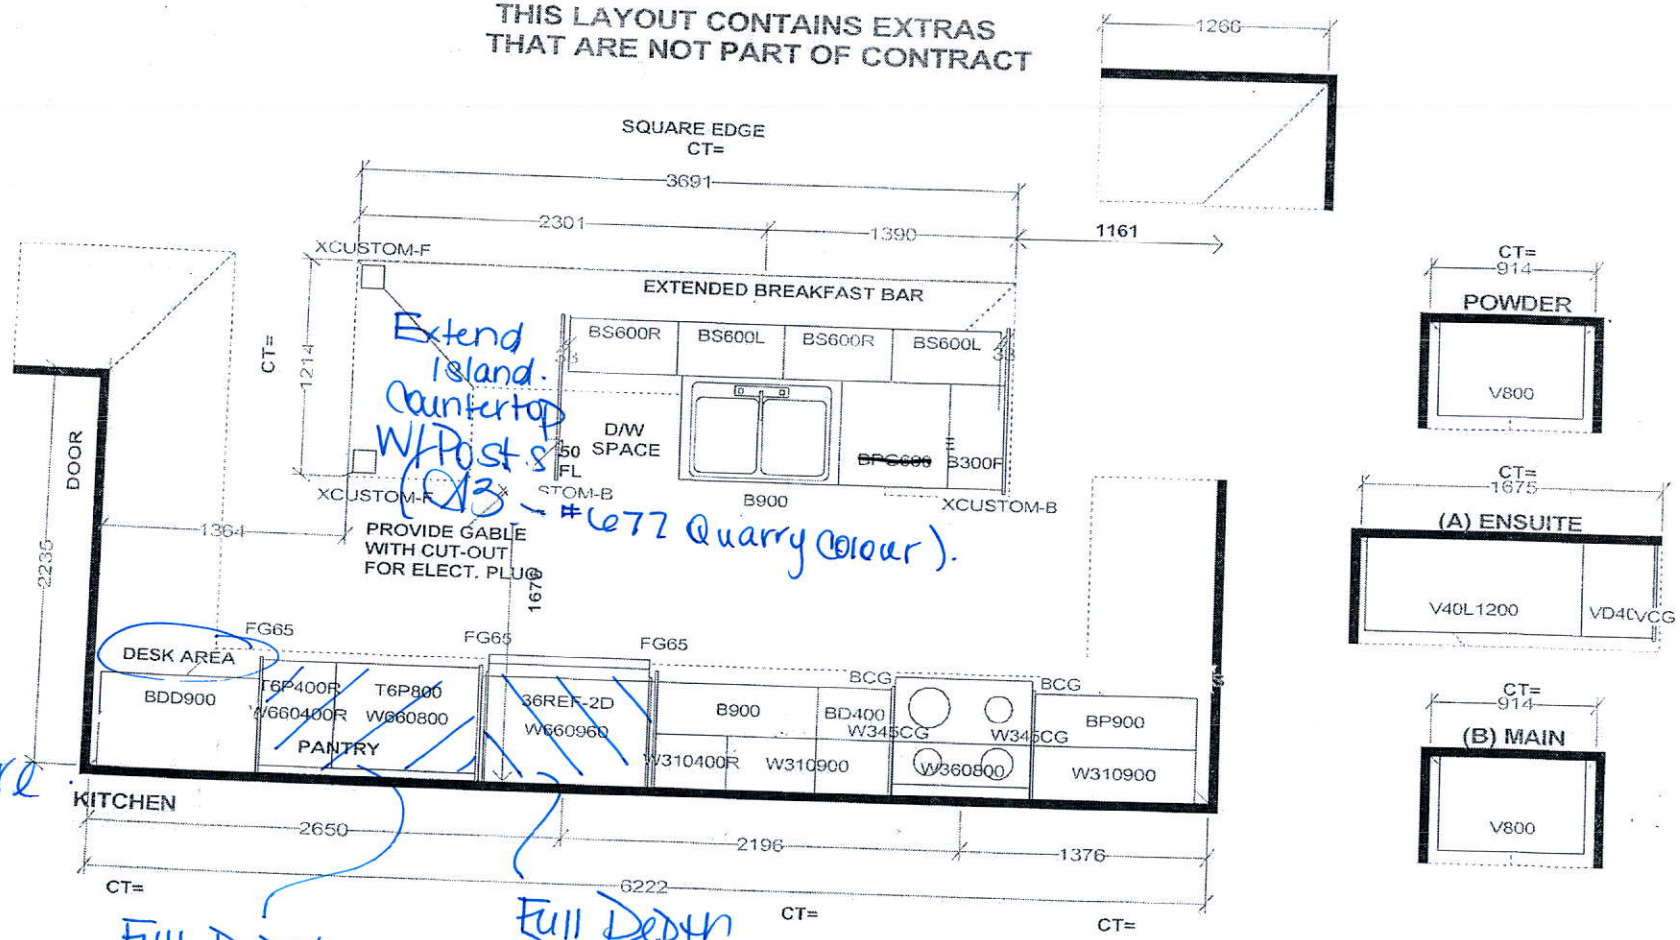 THIS LAYOUT CONTAINS EXTRAS
THAT ARE NOT PART OF CONTRACT
1266
SQUARE EDGE
CT=
3691
2301
1390
1161
XCUSTOM-F
EXTENDED BREAKFAST BAR
CT=
1214
BS600R
BS600L
BS600R
BS600L
33
33
Extend
Island.
Countertop
W/Posts
D/W
SPACE
50
FL
B300F
B900
XCUSTOM-F
STOM-B
XCUSTOM-B
#677 Quarry Colour).
PROVIDE GABLE
WITH CUT-OUT
FOR ELECT. PLUG
1364
1676
DOOR
2235
CT=
914
POWDER
V800
CT=
1675
(A) ENSUITE
V40L1200
VCG
CT=
914
(B) MAIN
V800
FG65
FG65
FG65
DESK AREA
BDD900
T6P400R
T6P800
W660400R
W660800
PANTRY
36REF-2D
W660960
B900
BD400
BCG
BCG
W345CG
W345CG
BP900
W310400R
W310900
W360800
W310900
KITCHEN
2650
2196
1376
6222
CT=
CT=
CT=
Full Depth